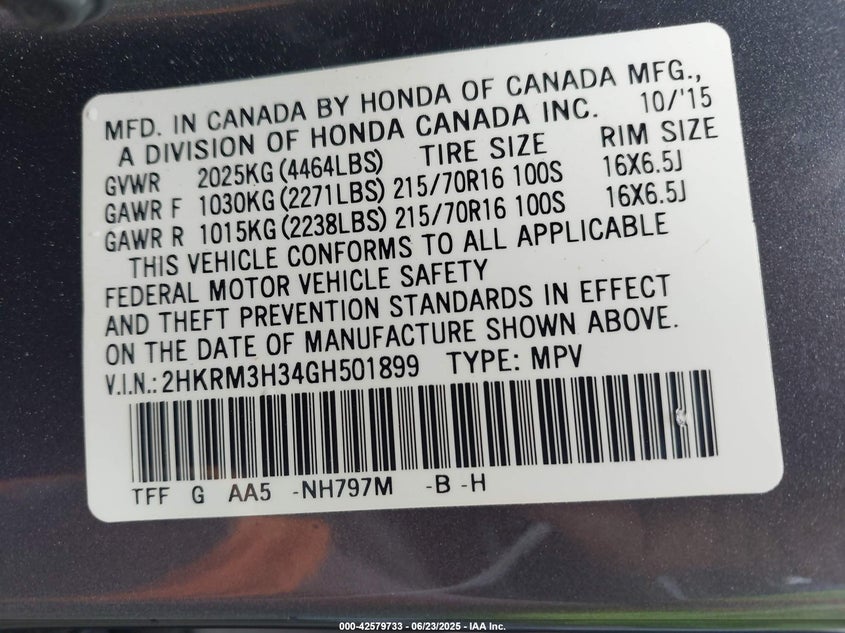 MFD. IN CANADA BY HONDA OF CANADA MFG.,
A DIVISION OF HONDA CANADA INC. 10/'15
GVWR 2025KG (4464LBS) TIRE SIZE RIM SIZE
GAWR F 1030KG (2271LBS) 215/70R16 100S 16X6.5J
GAWR R 1015KG (2238LBS) 215/70R16 100S 16X6.5J
THIS VEHICLE CONFORMS TO ALL APPLICABLE
FEDERAL MOTOR VEHICLE SAFETY
AND THEFT PREVENTION STANDARDS IN EFFECT
ON THE DATE OF MANUFACTURE SHOWN ABOVE.
V.I.N.: 2HKRM3H34GH501899 TYPE: MPV
TFF G AA5 -NH797M -B -H
000-42579733 - 06/23/2025 - IAA Inc.